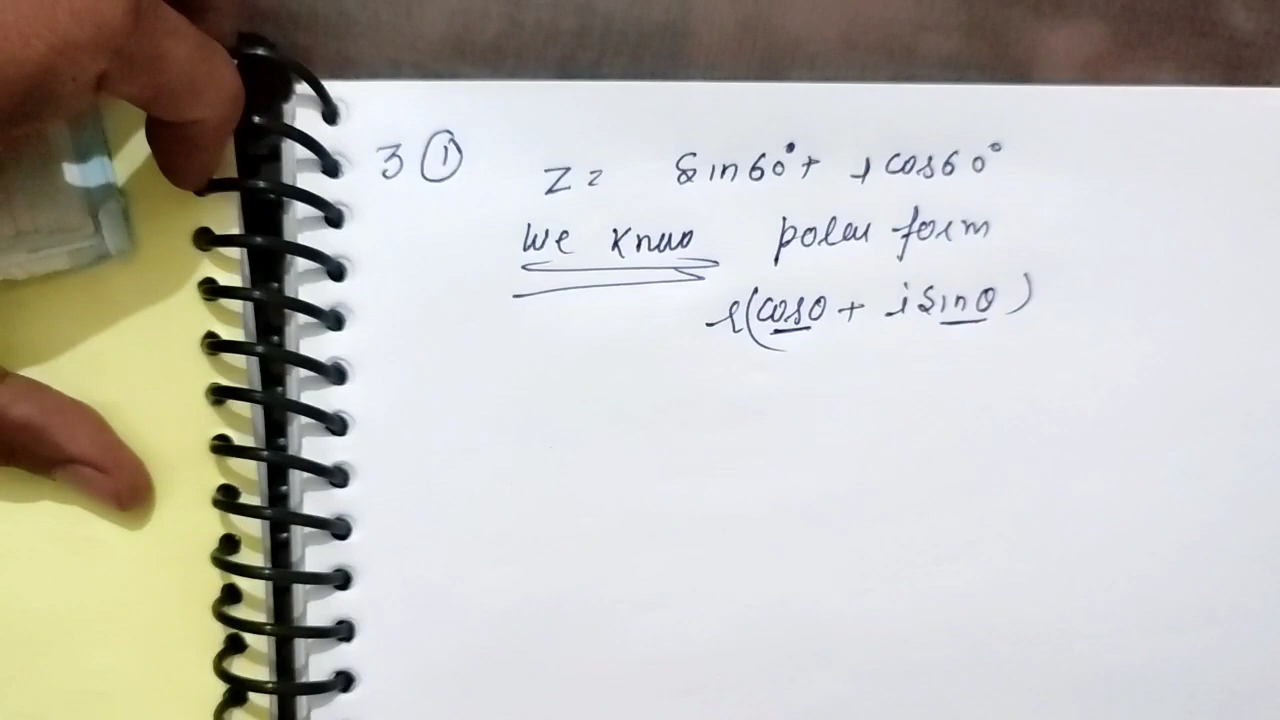 3 ① Z = sin60° + i cos60°
We know polar form
r(cosθ + i sinθ)